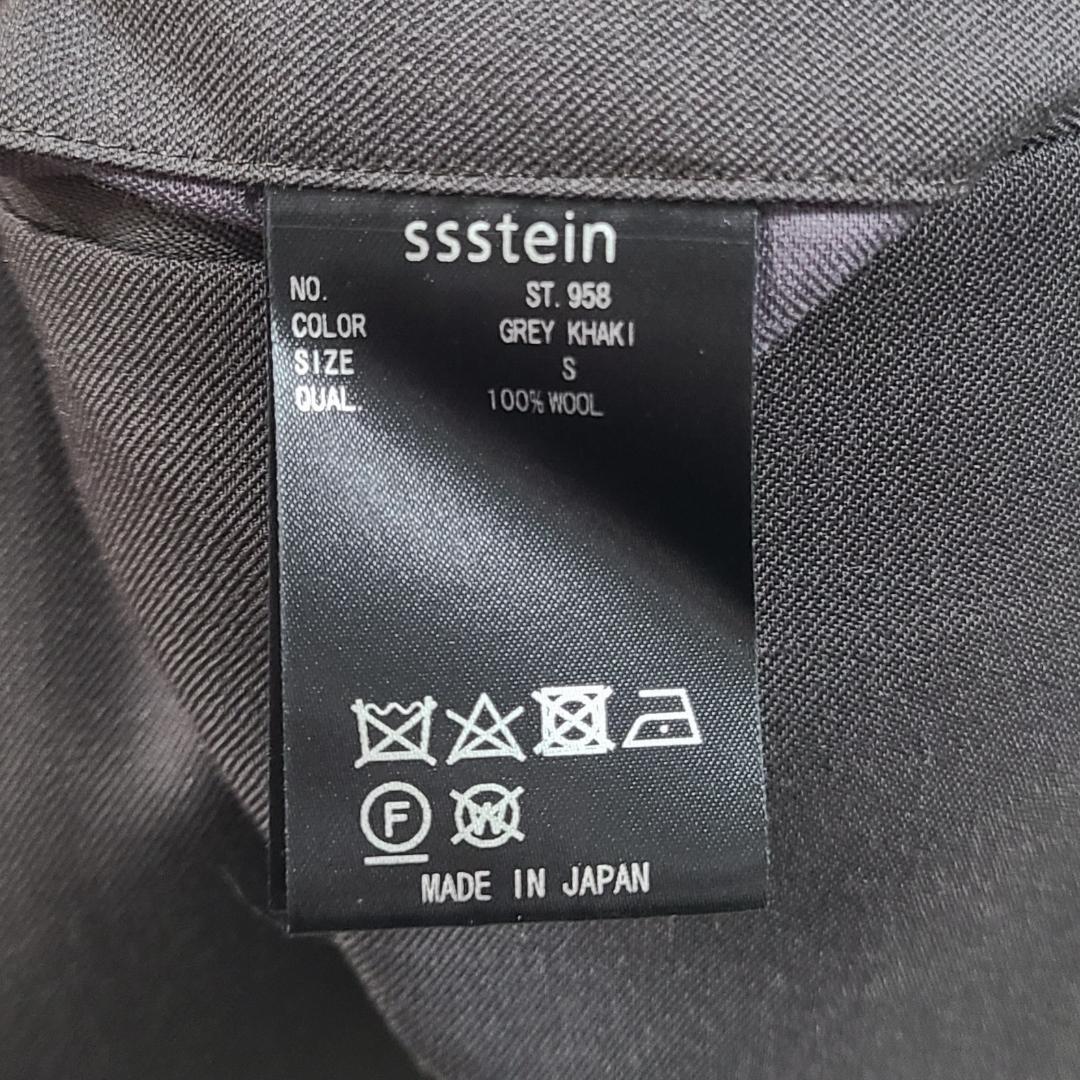 ssstein
NO. ST. 958
COLOR GREY KHAKI
SIZE S
QUAL. 100% WOOL
F W
MADE IN JAPAN